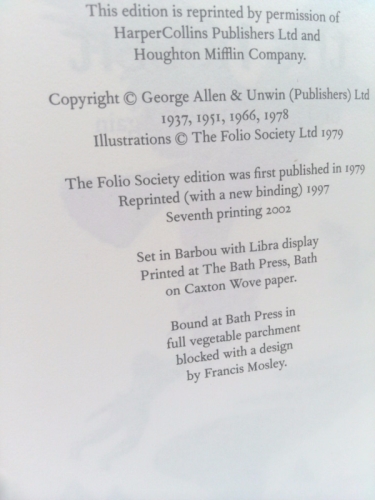 This edition is reprinted by permission of
HarperCollins Publishers Ltd and
Houghton Mifflin Company.
Copyright © George Allen & Unwin (Publishers) Ltd
1937, 1951, 1966, 1978
Illustrations © The Folio Society Ltd 1979
The Folio Society edition was first published in 1979
Reprinted (with a new binding) 1997
Seventh printing 2002
Set in Barbou with Libra display
Printed at The Bath Press, Bath
on Caxton Wove paper.
Bound at Bath Press in
full vegetable parchment
blocked with a design
by Francis Mosley.